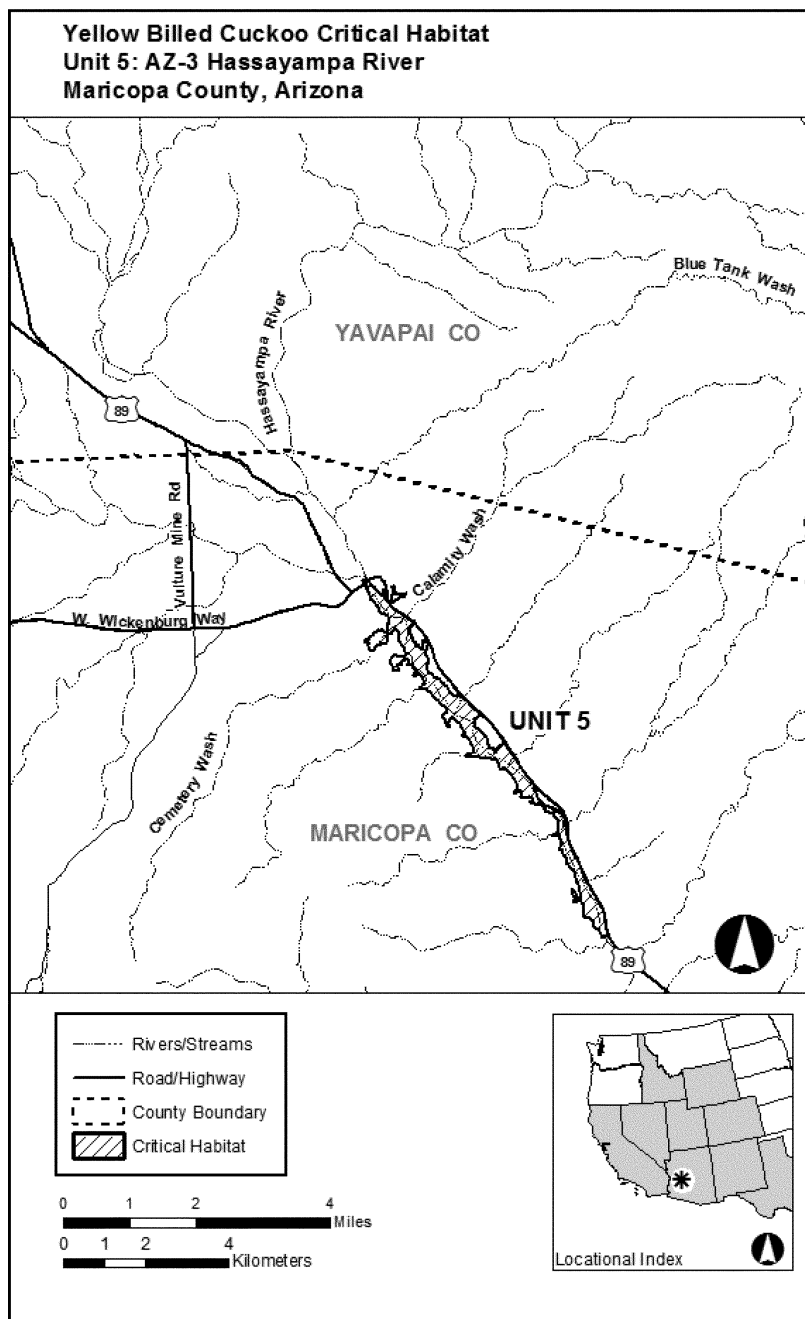 Yellow Billed Cuckoo Critical Habitat
Unit 5: AZ-3 Hassayampa River
Maricopa County, Arizona
Blue Tank Wash
Hassayampa River
YAVAPAI CO
89
Vulture Mine Rd
Calamity Wash
W. Wickenburg Way
UNIT 5
Cemetery Wash
MARICOPA CO
89
Rivers/Streams
Road/Highway
County Boundary
Critical Habitat
0 1 2 4
Miles
0 1 2 4
Kilometers
Locational Index